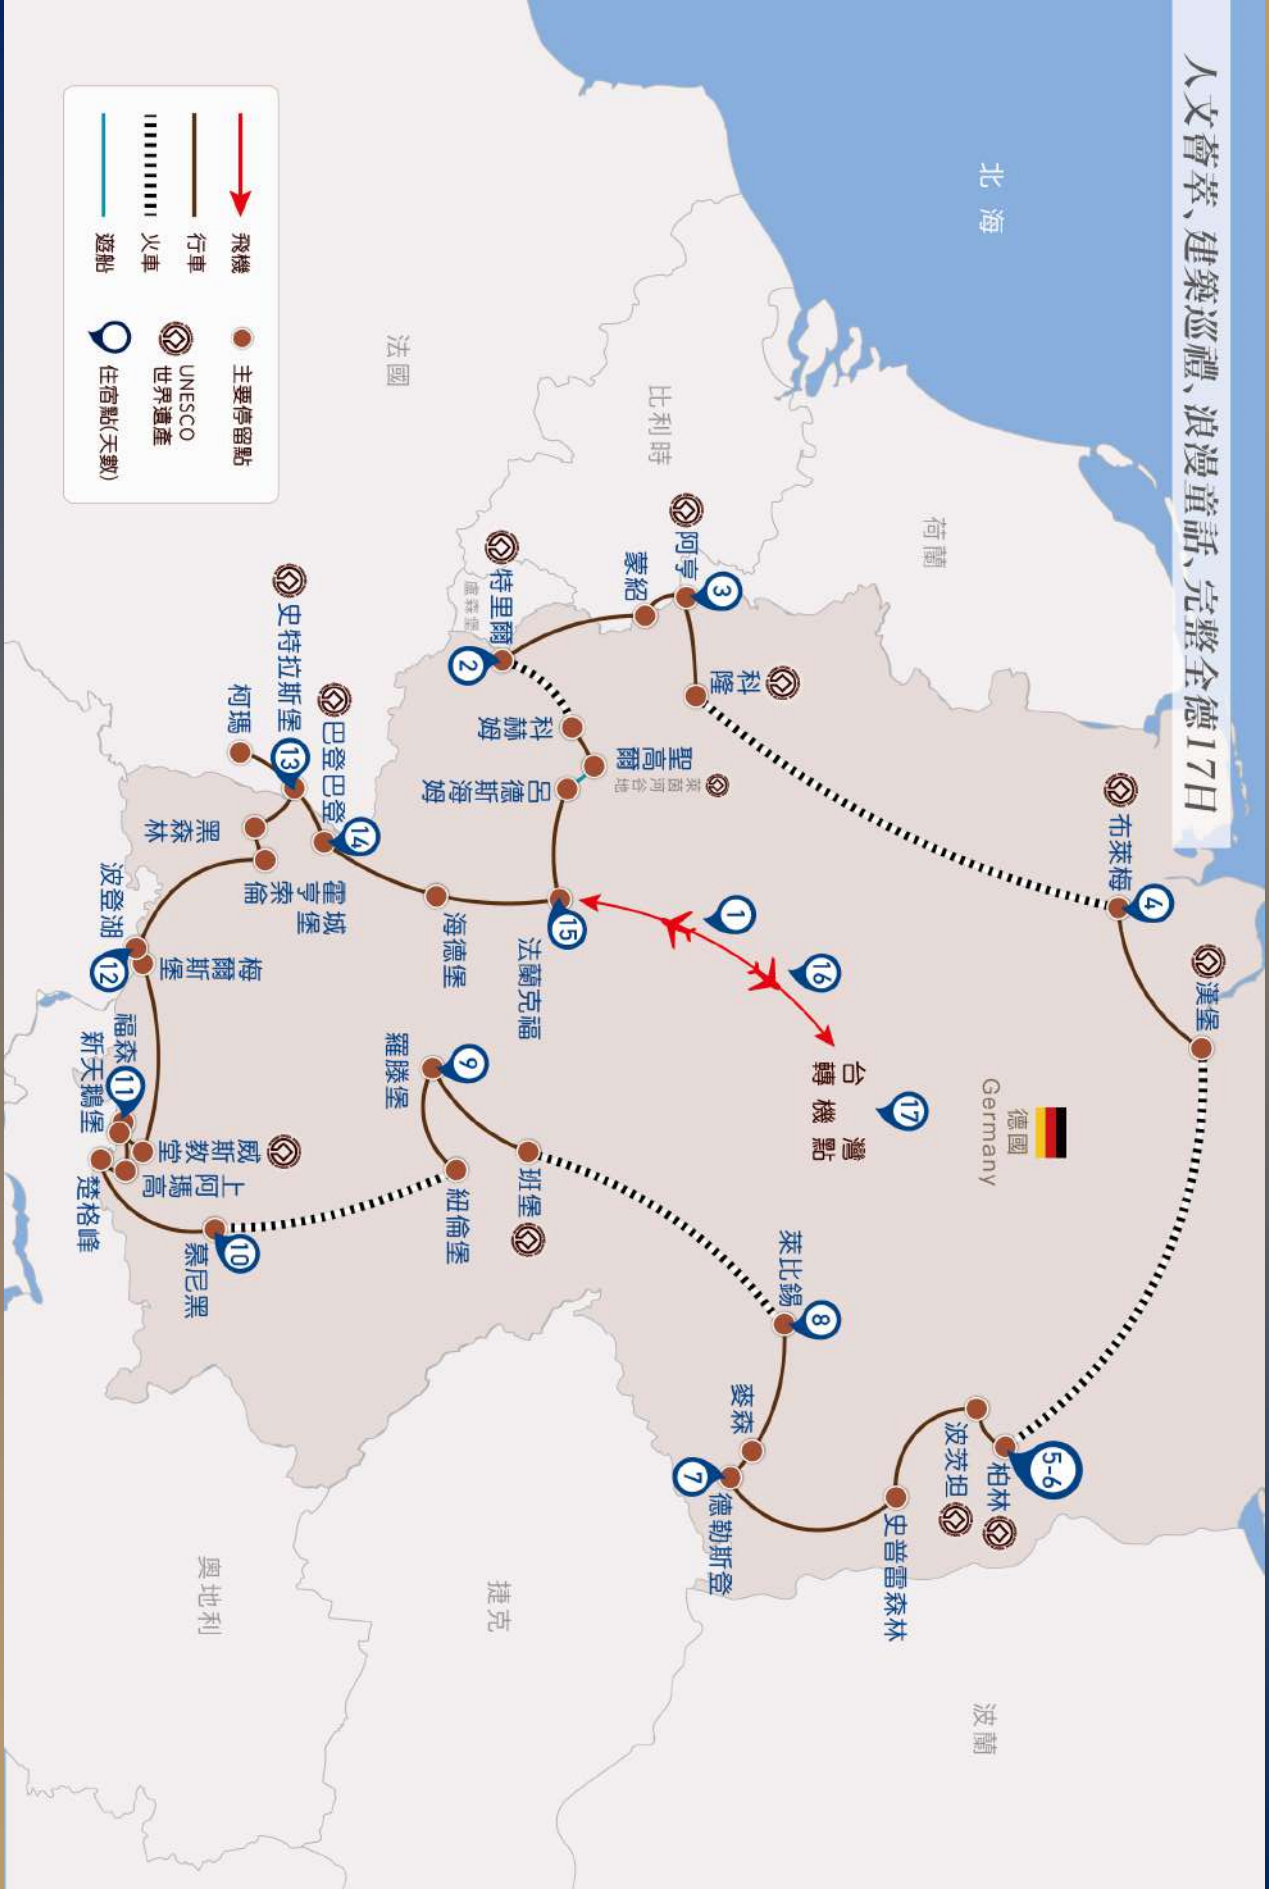 人文薈萃、建築巡禮、浪漫童話、完整全德17日
北海
荷蘭
比利時
法國
盧森堡
德國
Germany
波蘭
捷克
奧地利
布萊梅
4
漢堡
5-6
柏林
波茨坦
史普雷森林
德勒斯登
7
麥森
萊比錫
8
班堡
羅滕堡
9
紐倫堡
慕尼黑
10
楚格峰
上阿瑪高
威斯教堂
福森
11
新天鵝堡
梅爾斯堡
波登湖
12
霍亨索倫
城堡
黑森林
史特拉斯堡
13
柯瑪
巴登巴登
14
海德堡
法蘭克福
15
1
16
17
台灣
轉機點
呂德斯海姆
聖高爾
萊茵河谷地
科赫姆
特里爾
2
蒙紹
阿亨
3
科隆
飛機
行車
火車
遊船
主要停留點
UNESCO
世界遺產
住宿點(天數)